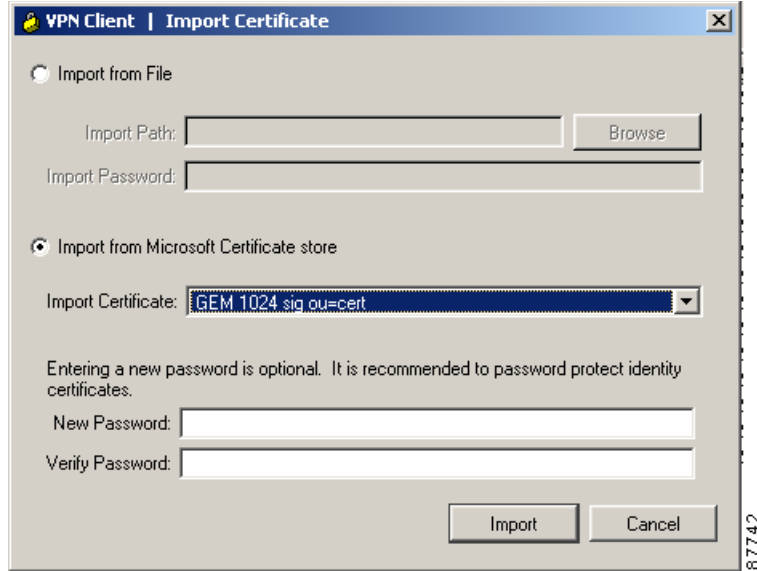 VPN Client | Import Certificate
Import from File
Import Path:
Browse
Import Password:
Import from Microsoft Certificate store
Import Certificate: GEM 1024 sig ou=cert
Entering a new password is optional. It is recommended to password protect identity
certificates.
New Password:
Verify Password:
Import Cancel
87742